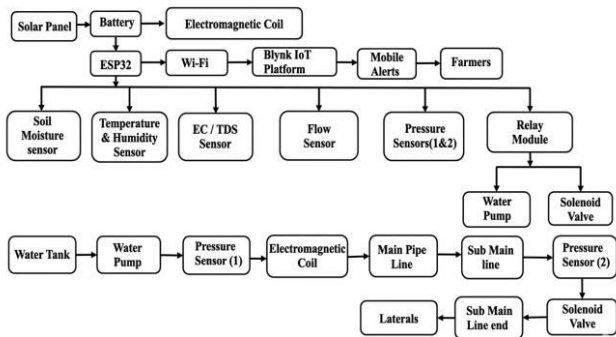 Solar Panel
Battery
Electromagnetic Coil
ESP32
Wi-Fi
Blynk IoT
Platform
Mobile
Alerts
Farmers
Soil
Moisture
sensor
Temperature
& Humidity
Sensor
EC / TDS
Sensor
Flow
Sensor
Pressure
Sensors(1&2)
Relay
Module
Water
Pump
Solenoid
Valve
Water Tank
Water
Pump
Pressure
Sensor (1)
Electromagnetic
Coil
Main Pipe
Line
Sub Main
line
Pressure
Sensor (2)
Laterals
Sub Main
Line end
Solenoid
Valve